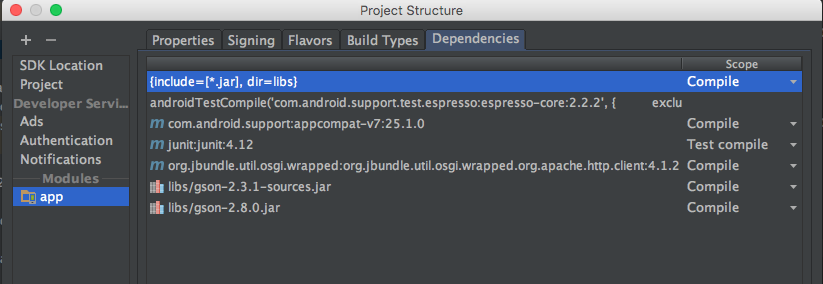 Project Structure
Properties Signing Flavors Build Types Dependencies
SDK Location
Project
Developer Servi...
Ads
Authentication
Notifications
Modules
app
Scope
{include=[*.jar], dir=libs} Compile
androidTestCompile('com.android.support.test.espresso:espresso-core:2.2.2', { exclu
m com.android.support:appcompat-v7:25.1.0 Compile
m junit:junit:4.12 Test compile
m org.jbundle.util.osgi.wrapped:org.jbundle.util.osgi.wrapped.org.apache.http.client:4.1.2 Compile
libs/gson-2.3.1-sources.jar Compile
libs/gson-2.8.0.jar Compile